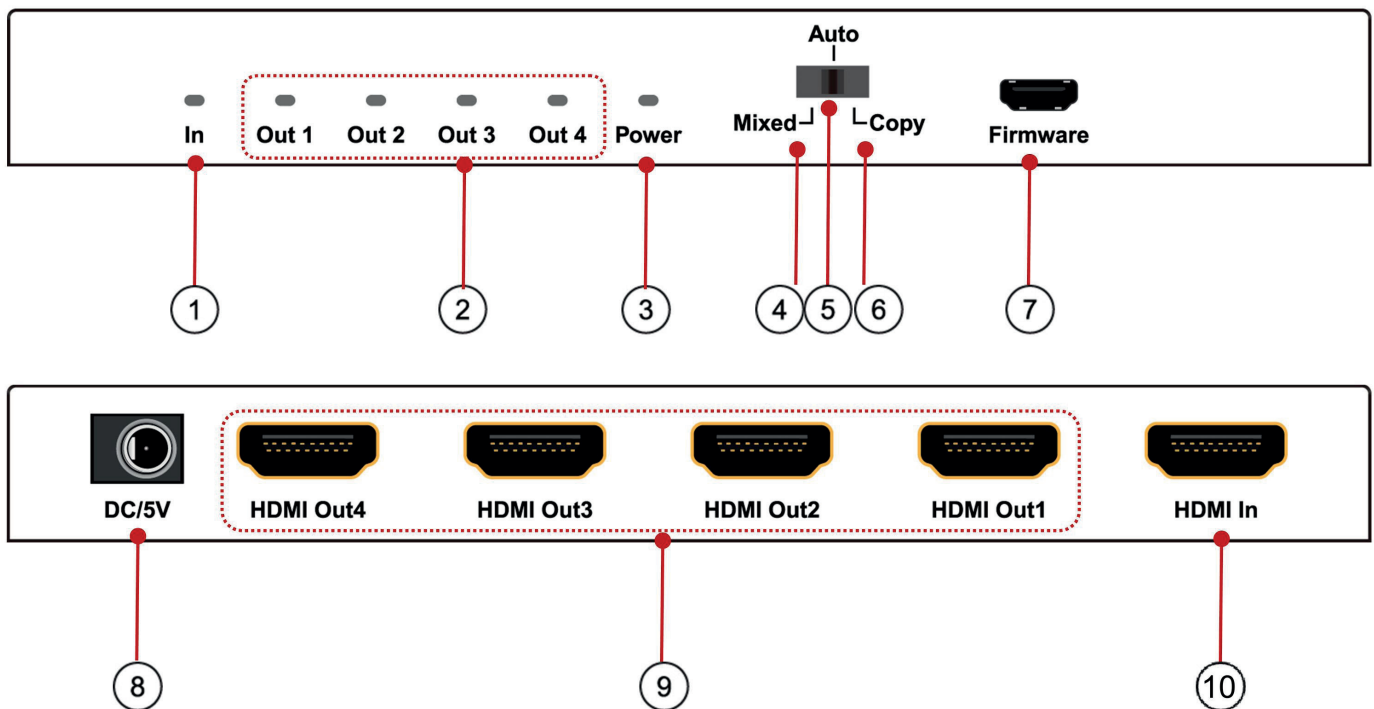 Auto
Mixed Copy
In Out 1 Out 2 Out 3 Out 4 Power Firmware
1 2 3 4 5 6 7
DC/5V HDMI Out4 HDMI Out3 HDMI Out2 HDMI Out1 HDMI In
8 9 10